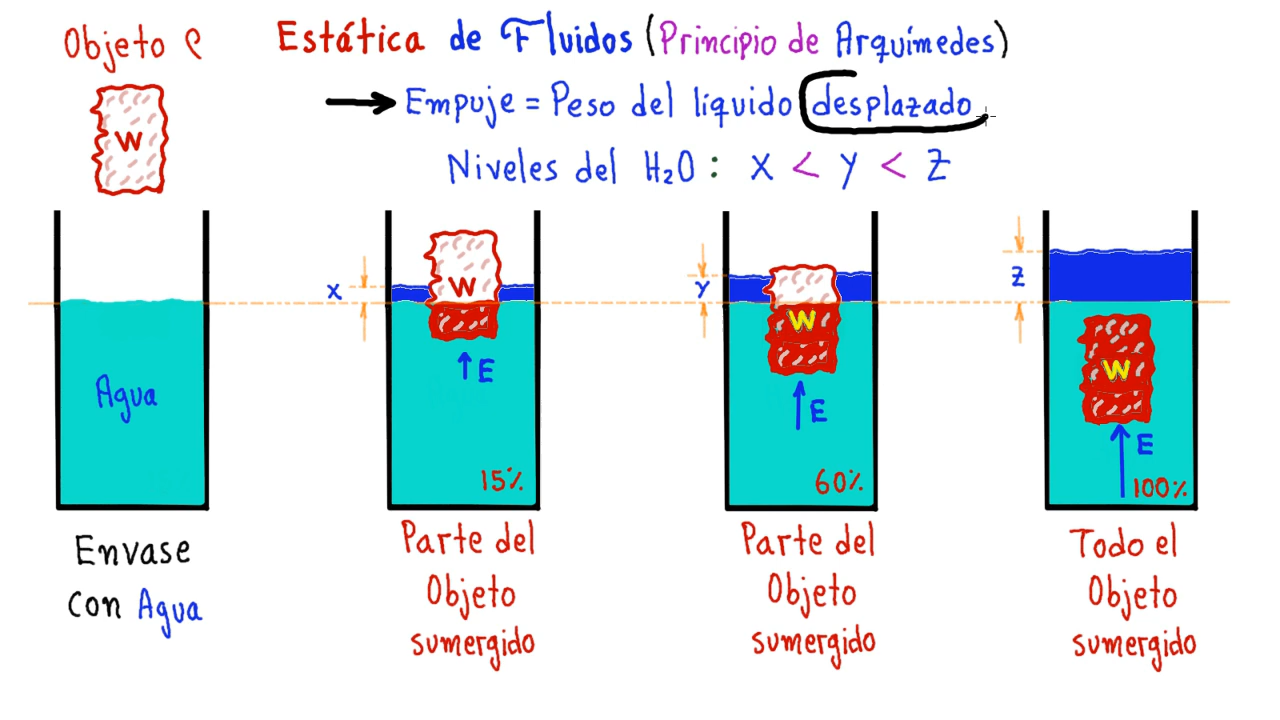 Objeto ρ
Estática de Fluidos (Principio de Arquímedes)
W
Empuje = Peso del líquido desplazado
Niveles del H₂O : X < Y < Z
Agua
X
W
E
15%
Y
W
E
60%
Z
W
E
100%
Envase
con Agua
Parte del
Objeto
sumergido
Parte del
Objeto
sumergido
Todo el
Objeto
sumergido